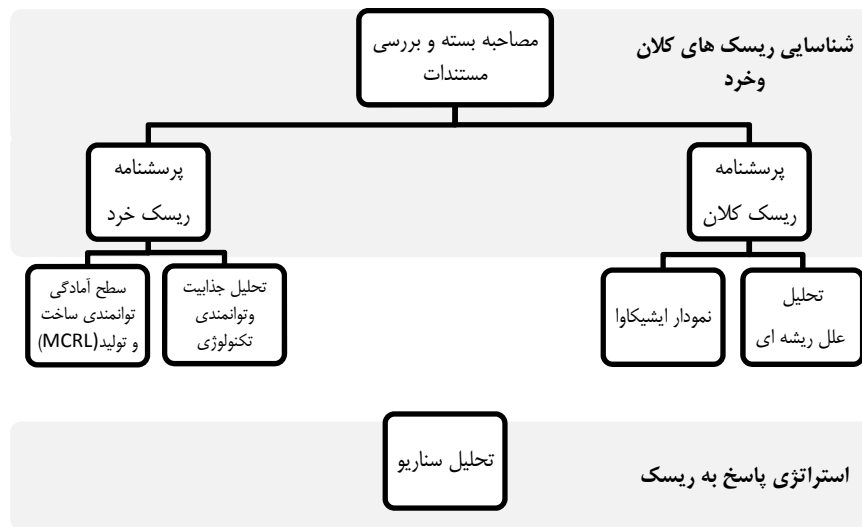 شناسایی ریسک های کلان
وخرد
مصاحبه بسته و بررسی
مستندات
پرسشنامه
ریسک کلان
پرسشنامه
ریسک خرد
تحلیل
علل ریشه ای
نمودار ایشیکاوا
تحلیل جذابیت
وتوانمندی
تکنولوژی
سطح آمادگی
توانمندی ساخت
و تولید(MCRL)
استراتژی پاسخ به ریسک
تحلیل سناریو